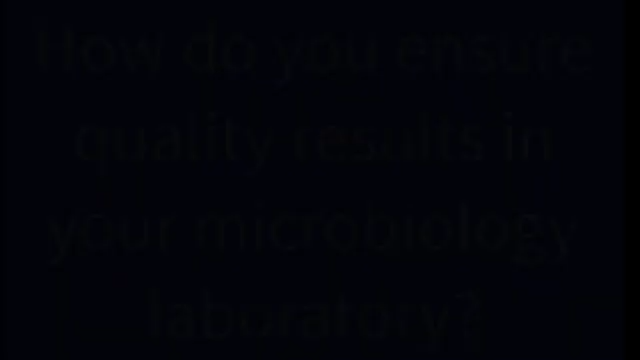 How do you ensure
quality results in
your microbiology
laboratory?